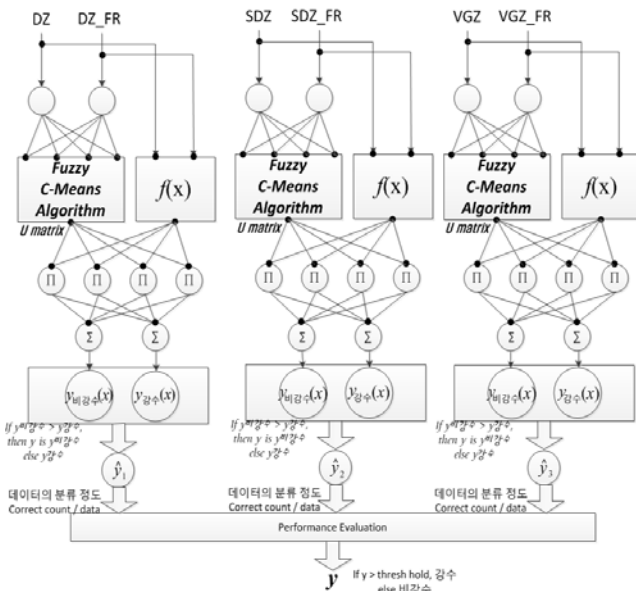 DZ DZ_FR SDZ SDZ_FR VGZ VGZ_FR
Fuzzy
C-Means
Algorithm
f(x)
U matrix
Fuzzy
C-Means
Algorithm
f(x)
U matrix
Fuzzy
C-Means
Algorithm
f(x)
U matrix
Π Π Π Π
Π Π Π Π
Π Π Π Π
Σ Σ
Σ Σ
Σ Σ
y비강수(x) y강수(x)
y비강수(x) y강수(x)
y비강수(x) y강수(x)
If y비강수 > y강수,
then y is y비강수
else y강수
If y비강수 > y강수,
then y is y비강수
else y강수
If y비강수 > y강수,
then y is y비강수
else y강수
ŷ1 ŷ2 ŷ3
데이터의 분류 정도
Correct count / data
데이터의 분류 정도
Correct count / data
데이터의 분류 정도
Correct count / data
Performance Evaluation
y
If y > thresh hold, 강수
else 비강수